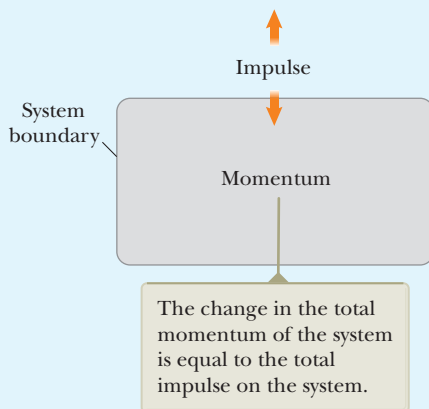 Impulse
System
boundary
Momentum
The change in the total
momentum of the system
is equal to the total
impulse on the system.